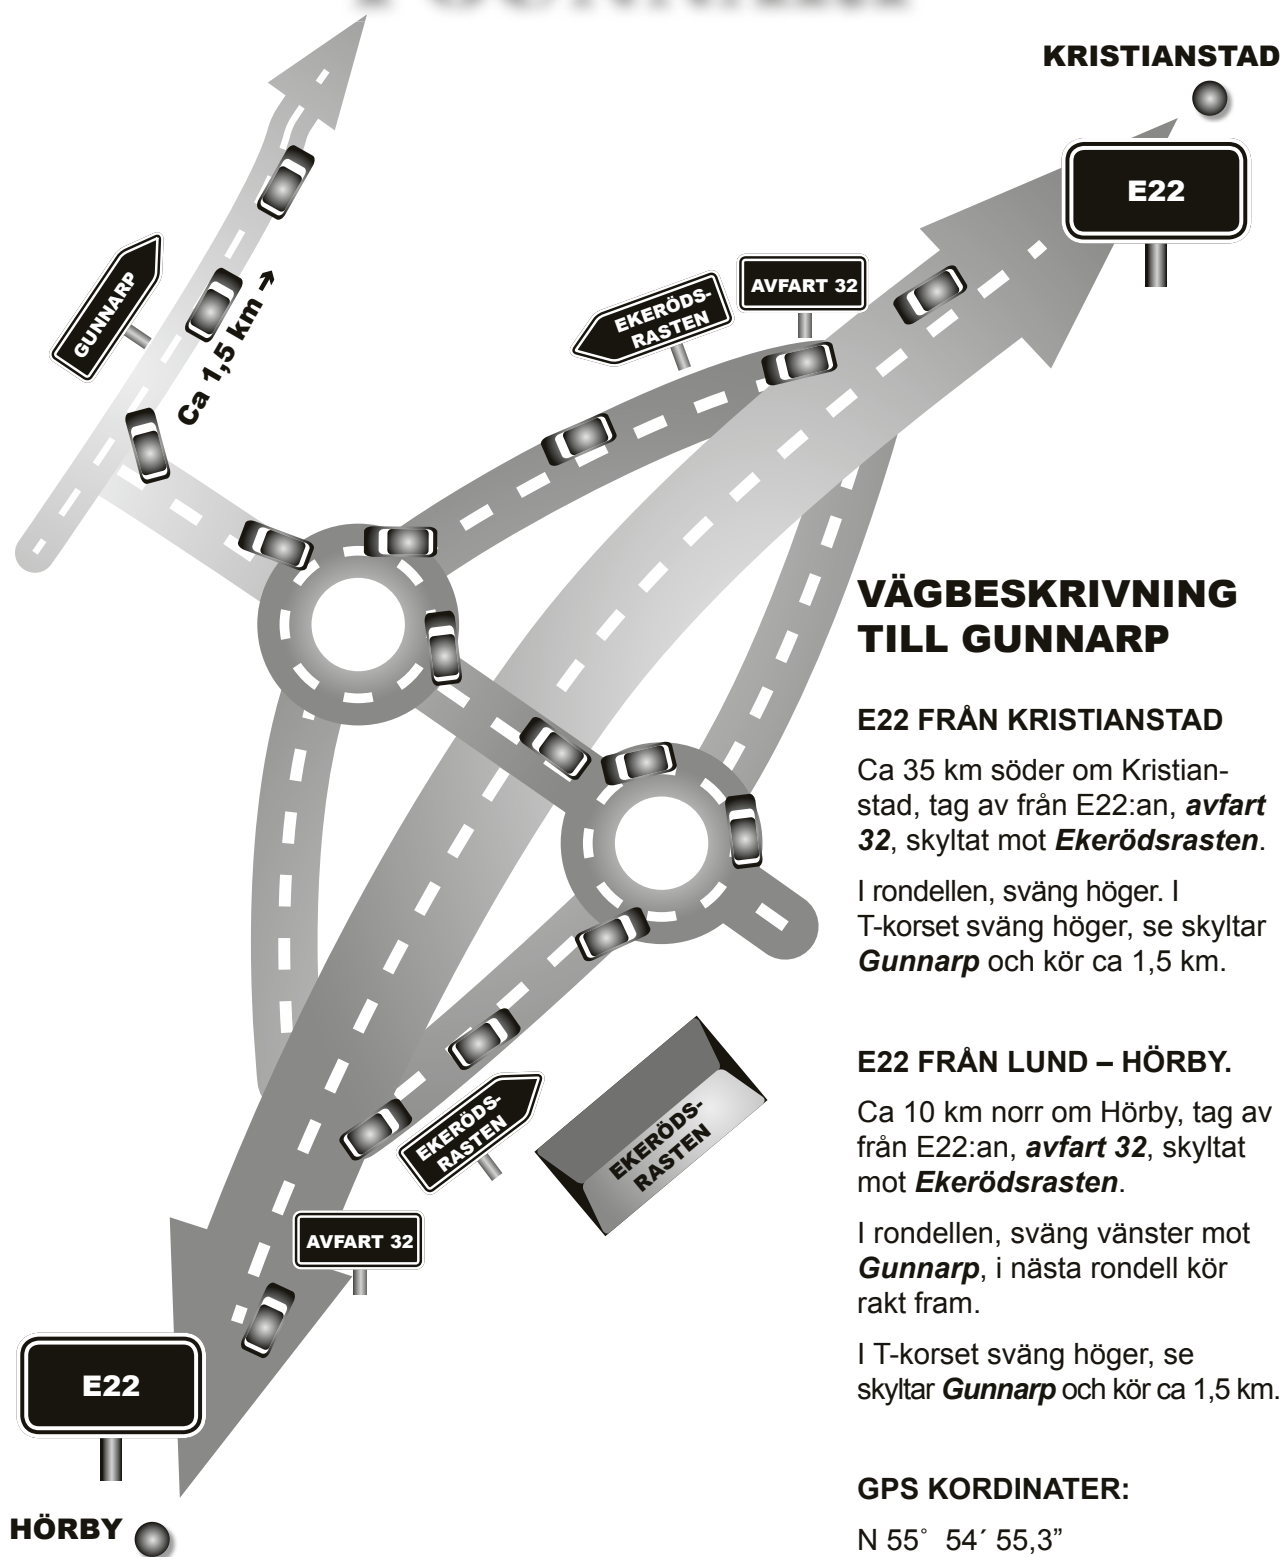 KRISTIANSTAD
E22
AVFART 32
EKERÖDS-
RASTEN
GUNNARP
Ca 1,5 km →
VÄGBESKRIVNING
TILL GUNNARP
E22 FRÅN KRISTIANSTAD
Ca 35 km söder om Kristian-
stad, tag av från E22:an, avfart
32, skyltat mot Ekerödsrasten.
I rondellen, sväng höger. I
T-korset sväng höger, se skyltar
Gunnarp och kör ca 1,5 km.
E22 FRÅN LUND – HÖRBY.
Ca 10 km norr om Hörby, tag av
från E22:an, avfart 32, skyltat
mot Ekerödsrasten.
I rondellen, sväng vänster mot
Gunnarp, i nästa rondell kör
rakt fram.
I T-korset sväng höger, se
skyltar Gunnarp och kör ca 1,5 km.
GPS KORDINATER:
N 55° 54´ 55,3”
EKERÖDS-
RASTEN
EKERÖDS-
RASTEN
AVFART 32
E22
HÖRBY